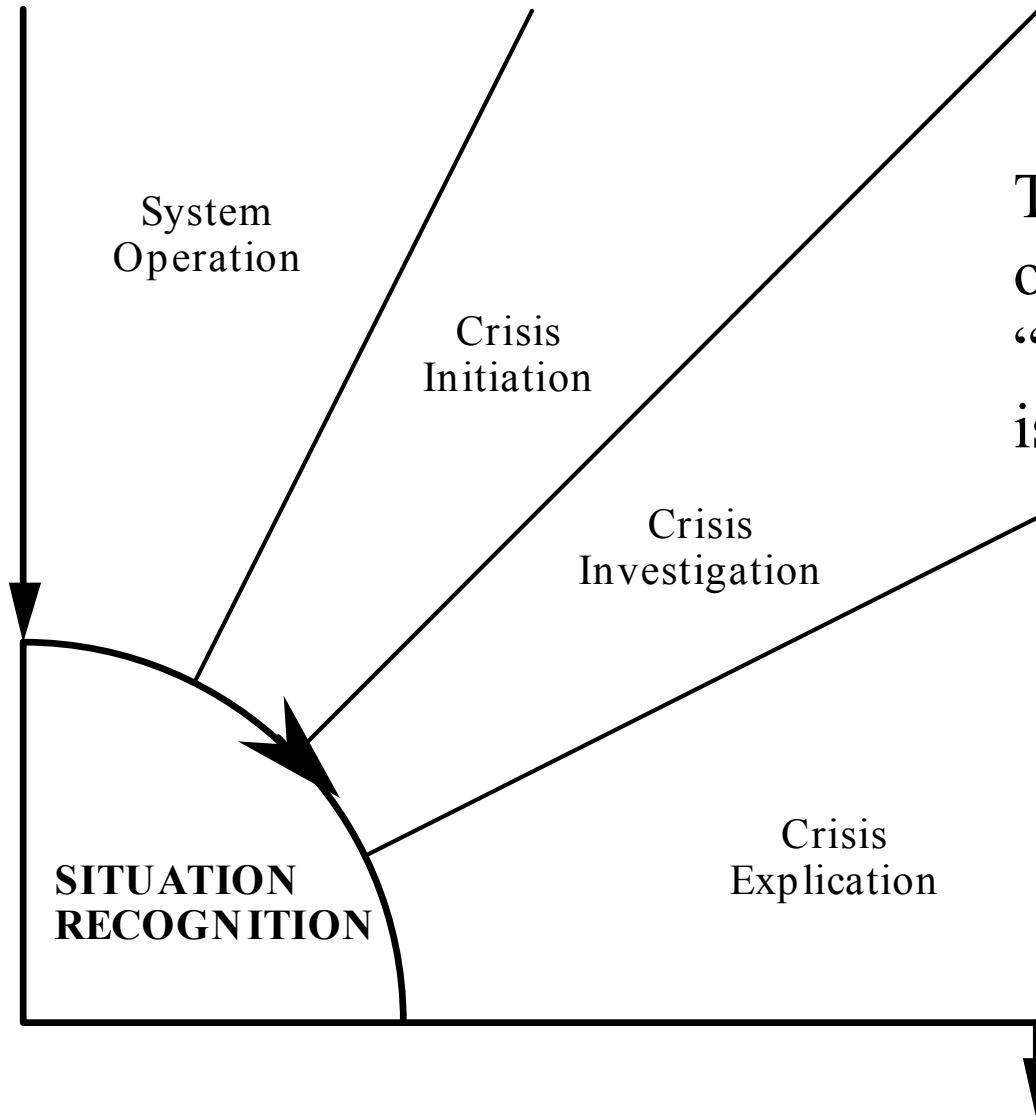 System
Operation
Crisis
Initiation
Crisis
Investigation
Crisis
Explication
SITUATION
RECOGNITION